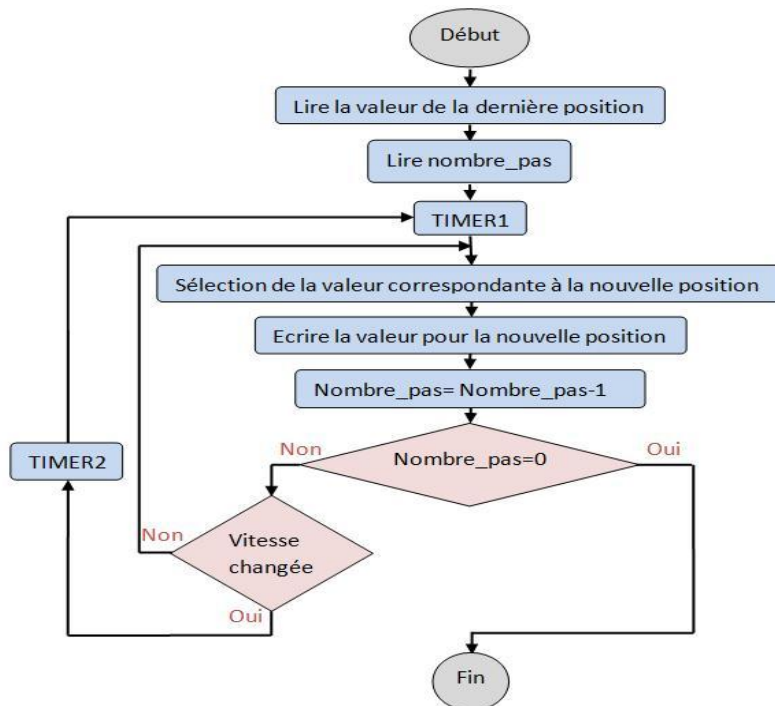 Début
Lire la valeur de la dernière position
Lire nombre_pas
TIMER1
Sélection de la valeur correspondante à la nouvelle position
Ecrire la valeur pour la nouvelle position
Nombre_pas= Nombre_pas-1
Non
Nombre_pas=0
Oui
TIMER2
Non
Vitesse
changée
Oui
Fin